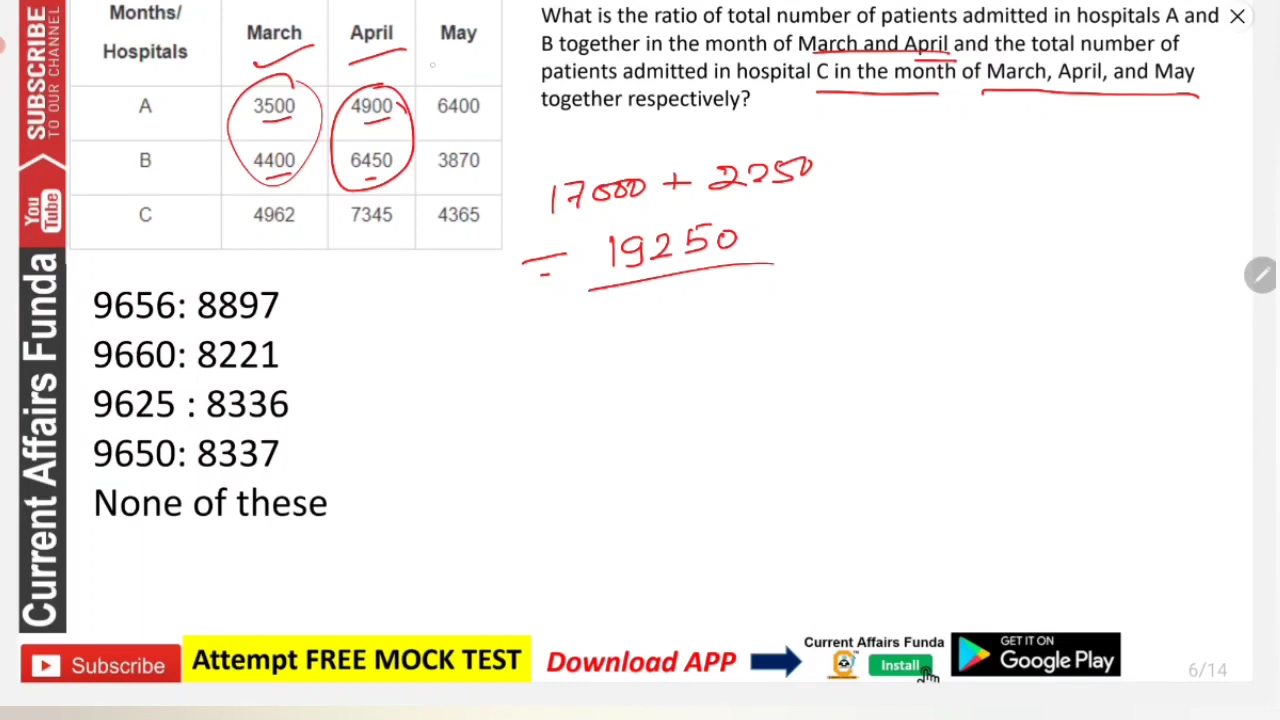 SUBSCRIBE
TO OUR CHANNEL
You
Tube
Current Affairs Funda
Months/
Hospitals
March April May
A 3500 4900 6400
B 4400 6450 3870
C 4962 7345 4365
What is the ratio of total number of patients admitted in hospitals A and
B together in the month of March and April and the total number of
patients admitted in hospital C in the month of March, April, and May
together respectively?
17000 + 2250
= 19250
9656: 8897
9660: 8221
9625 : 8336
9650: 8337
None of these
Subscribe
Attempt FREE MOCK TEST
Download APP
Current Affairs Funda
Install
GET IT ON
Google Play
6/14